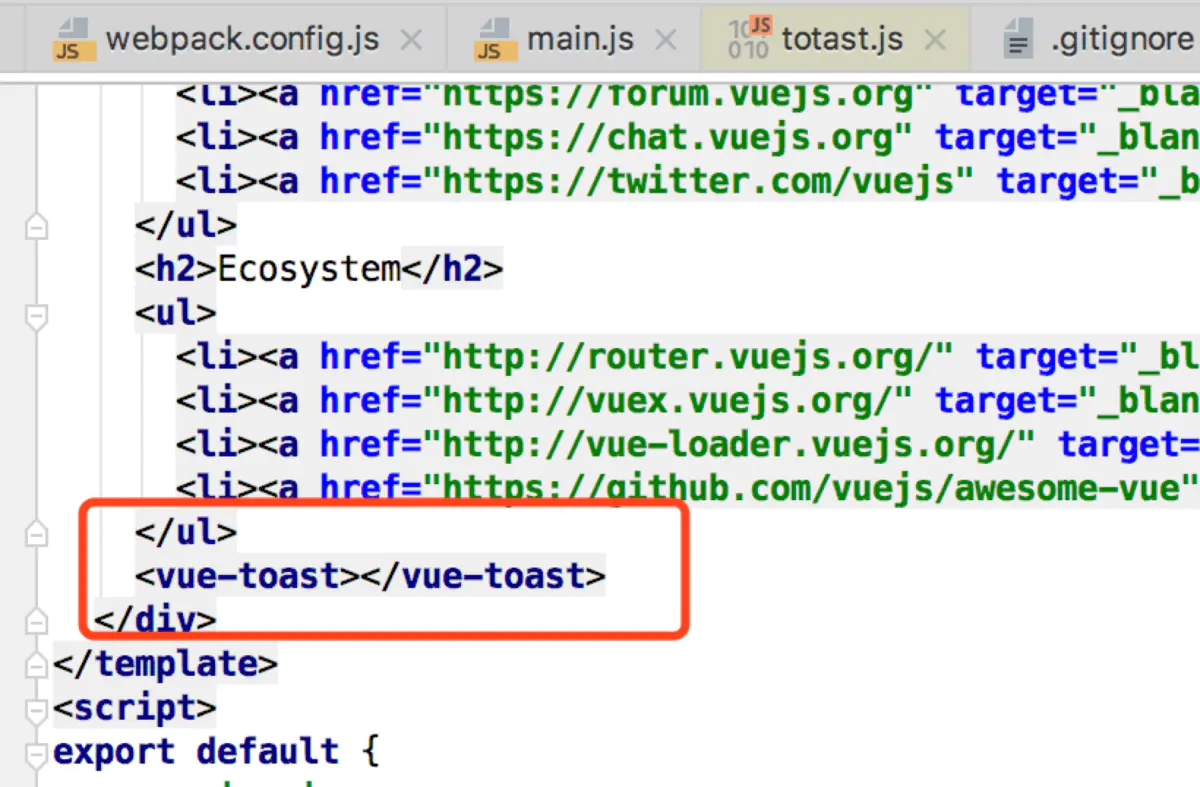 webpack.config.js
main.js
totast.js
.gitignore
<li><a href="https://forum.vuejs.org" target="_bla
<li><a href="https://chat.vuejs.org" target="_blan
<li><a href="https://twitter.com/vuejs" target="_b
</ul>
<h2>Ecosystem</h2>
<ul>
<li><a href="http://router.vuejs.org/" target="_bl
<li><a href="http://vuex.vuejs.org/" target="_blan
<li><a href="http://vue-loader.vuejs.org/" target=
<li><a href="https://github.com/vuejs/awesome-vue"
</ul>
<vue-toast></vue-toast>
</div>
</template>
<script>
export default {